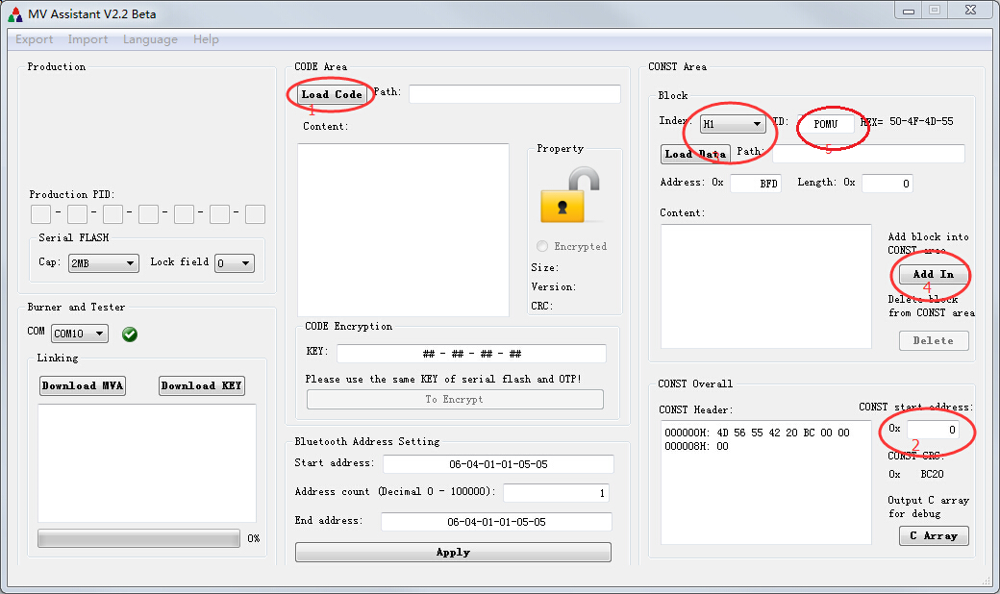 MV Assistant V2.2 Beta
Export Import Language Help
Production
Production PID:
- - - - - -
Serial FLASH
Cap: 2MB Lock field 0
Burner and Tester
COM COM10
Linking
Download MVA Download KEY
0%
CODE Area
Load Code Path:
1
Content:
Property
Encrypted
Size:
Version:
CRC:
CODE Encryption
KEY: ## - ## - ## - ##
Please use the same KEY of serial flash and OTP!
To Encrypt
Bluetooth Address Setting
Start address: 06-04-01-01-05-05
Address count (Decimal 0 - 100000): 1
End address: 06-04-01-01-05-05
Apply
CONST Area
Block
Index: H1 ID: POMU HEX= 50-4F-4D-55
5
Load Data Path:
Address: 0x BFD Length: 0x 0
Content:
Add block into
CONST area
Add In
4
Delete block
from CONST area
Delete
CONST Overall
CONST start address:
CONST Header:
0x 0
2
000000H: 4D 56 55 42 20 BC 00 00
000008H: 00
CONST CRC:
0x BC20
Output C array
for debug
C Array